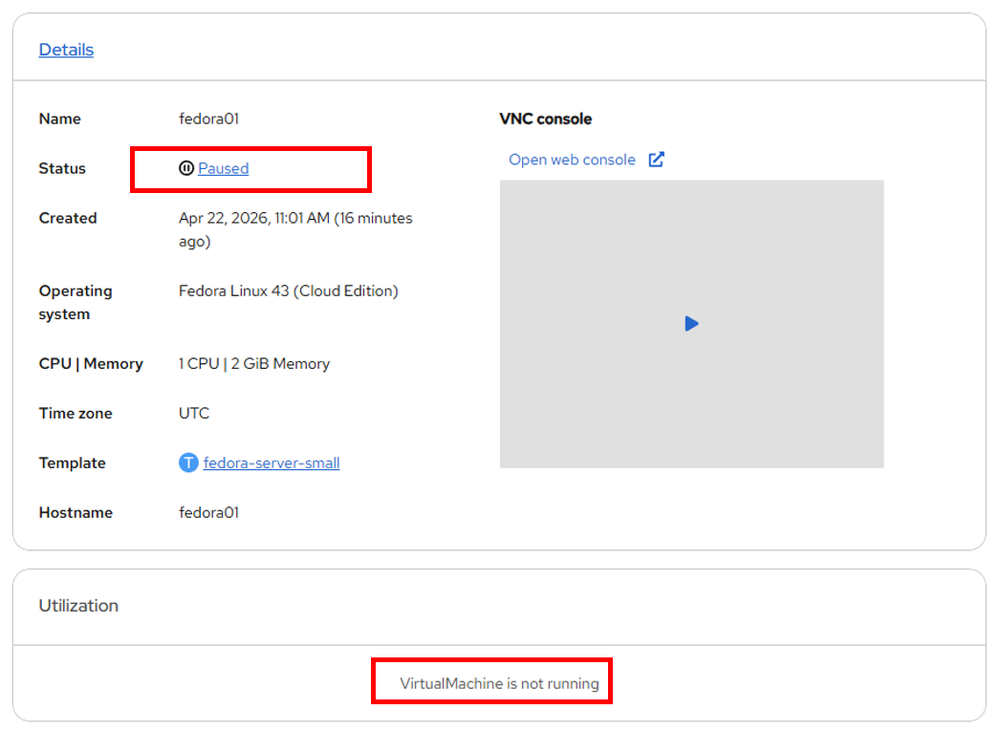 Details
Name fedora01
Status Paused
Created Apr 22, 2026, 11:01 AM (16 minutes
ago)
Operating
system Fedora Linux 43 (Cloud Edition)
CPU | Memory 1 CPU | 2 GiB Memory
Time zone UTC
Template T fedora-server-small
Hostname fedora01
VNC console
Open web console
Utilization
VirtualMachine is not running